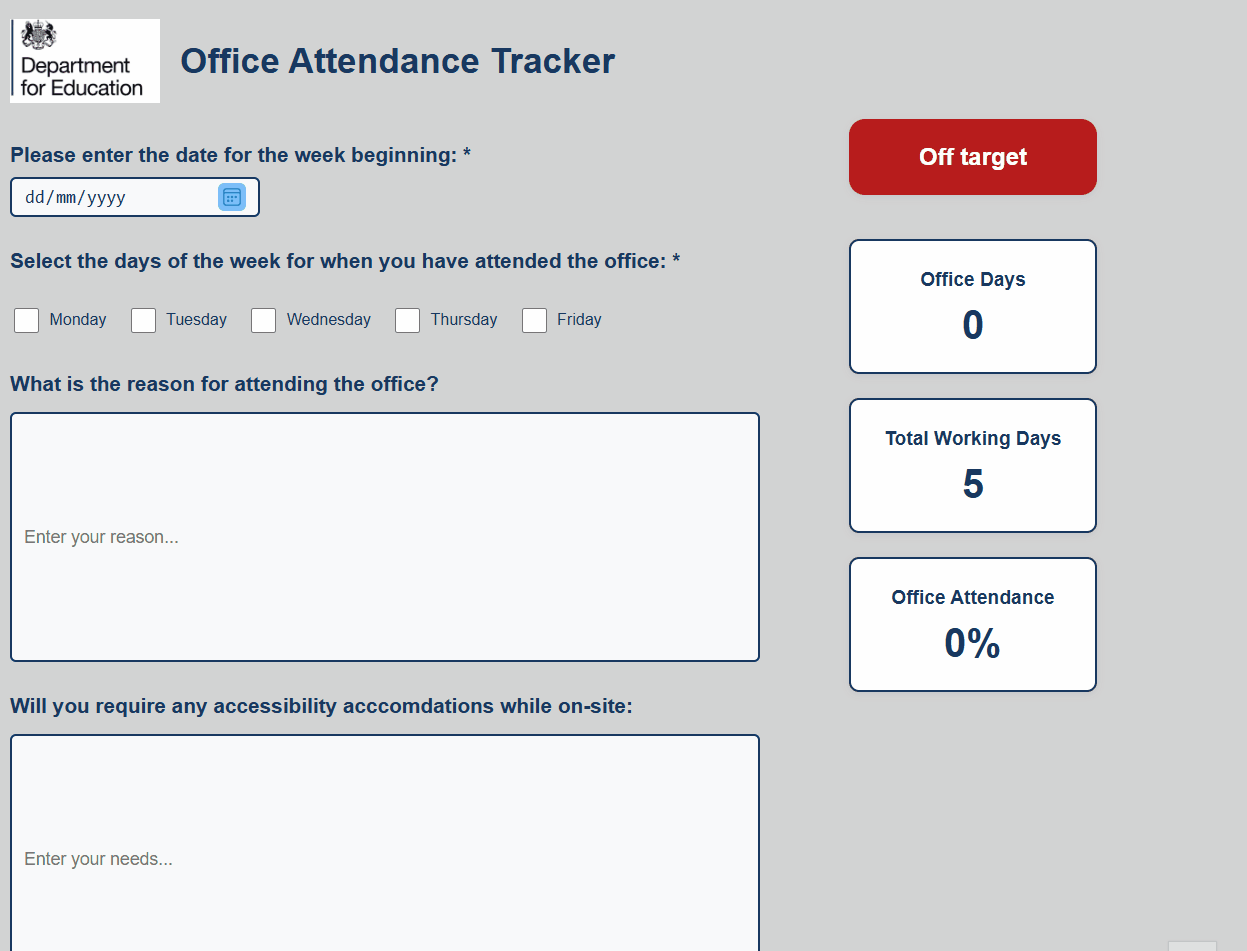 Department
for Education
Office Attendance Tracker
Please enter the date for the week beginning: *
dd/mm/yyyy
Select the days of the week for when you have attended the office: *
Monday Tuesday Wednesday Thursday Friday
What is the reason for attending the office?
Enter your reason...
Will you require any accessibility acccomdations while on-site:
Enter your needs...
Off target
Office Days
0
Total Working Days
5
Office Attendance
0%